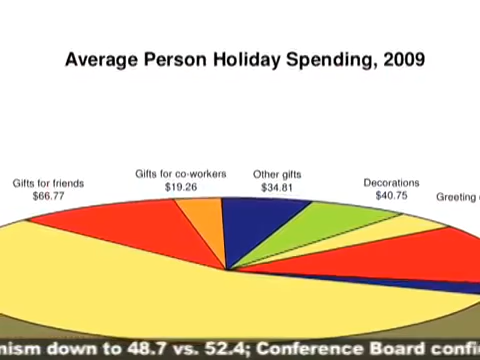 Average Person Holiday Spending, 2009
Gifts for friends
$66.77
Gifts for co-workers
$19.26
Other gifts
$34.81
Decorations
$40.75
Greeting
nism down to 48.7 vs. 52.4; Conference Board confi